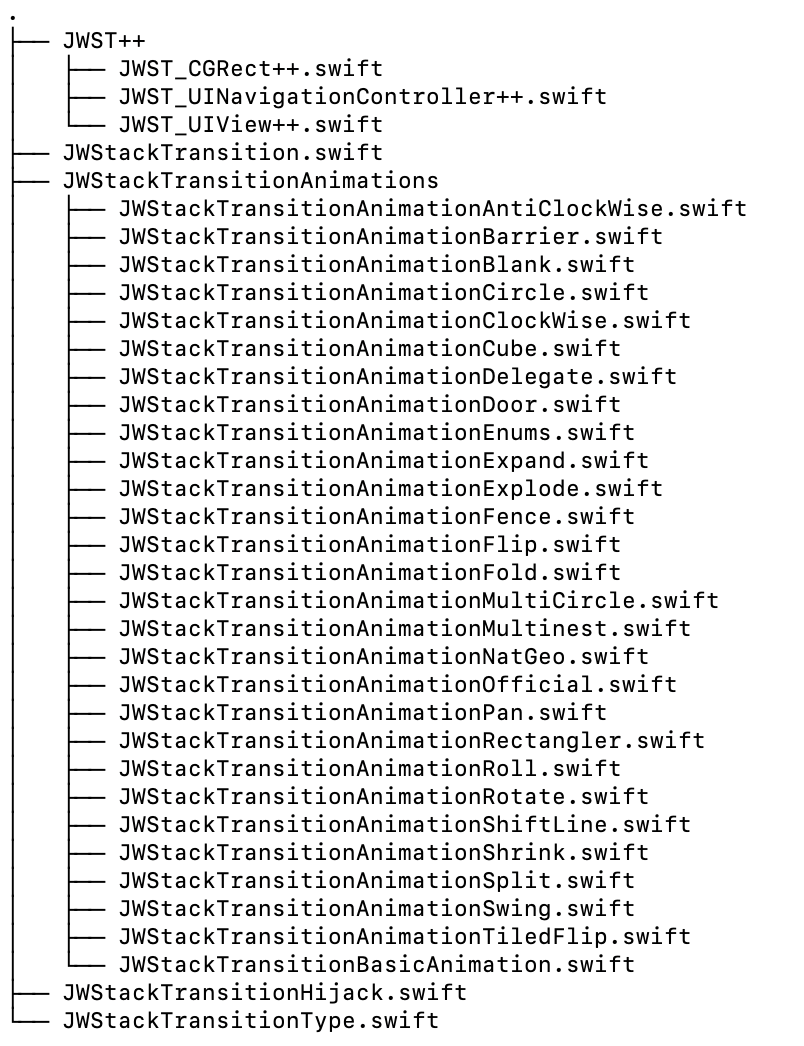 .
├── JWST++
│   ├── JWST_CGRect++.swift
│   ├── JWST_UINavigationController++.swift
│   └── JWST_UIView++.swift
├── JWStackTransition.swift
├── JWStackTransitionAnimations
│   ├── JWStackTransitionAnimationAntiClockWise.swift
│   ├── JWStackTransitionAnimationBarrier.swift
│   ├── JWStackTransitionAnimationBlank.swift
│   ├── JWStackTransitionAnimationCircle.swift
│   ├── JWStackTransitionAnimationClockWise.swift
│   ├── JWStackTransitionAnimationCube.swift
│   ├── JWStackTransitionAnimationDelegate.swift
│   ├── JWStackTransitionAnimationDoor.swift
│   ├── JWStackTransitionAnimationEnums.swift
│   ├── JWStackTransitionAnimationExpand.swift
│   ├── JWStackTransitionAnimationExplode.swift
│   ├── JWStackTransitionAnimationFence.swift
│   ├── JWStackTransitionAnimationFlip.swift
│   ├── JWStackTransitionAnimationFold.swift
│   ├── JWStackTransitionAnimationMultiCircle.swift
│   ├── JWStackTransitionAnimationMultinest.swift
│   ├── JWStackTransitionAnimationNatGeo.swift
│   ├── JWStackTransitionAnimationOfficial.swift
│   ├── JWStackTransitionAnimationPan.swift
│   ├── JWStackTransitionAnimationRectangler.swift
│   ├── JWStackTransitionAnimationRoll.swift
│   ├── JWStackTransitionAnimationRotate.swift
│   ├── JWStackTransitionAnimationShiftLine.swift
│   ├── JWStackTransitionAnimationShrink.swift
│   ├── JWStackTransitionAnimationSplit.swift
│   ├── JWStackTransitionAnimationSwing.swift
│   ├── JWStackTransitionAnimationTiledFlip.swift
│   └── JWStackTransitionBasicAnimation.swift
├── JWStackTransitionHijack.swift
└── JWStackTransitionType.swift